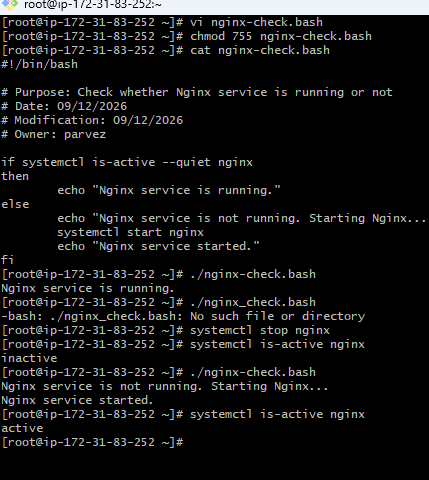 root@ip-172-31-83-252:~
[root@ip-172-31-83-252 ~]# vi nginx-check.bash
[root@ip-172-31-83-252 ~]# chmod 755 nginx-check.bash
[root@ip-172-31-83-252 ~]# cat nginx-check.bash
#!/bin/bash

# Purpose: Check whether Nginx service is running or not
# Date: 09/12/2026
# Modification: 09/12/2026
# Owner: parvez

if systemctl is-active --quiet nginx
then
        echo "Nginx service is running."
else
        echo "Nginx service is not running. Starting Nginx...
        systemctl start nginx
        echo "Nginx service started."
fi
[root@ip-172-31-83-252 ~]# ./nginx-check.bash
Nginx service is running.
[root@ip-172-31-83-252 ~]# ./nginx_check.bash
-bash: ./nginx_check.bash: No such file or directory
[root@ip-172-31-83-252 ~]# systemctl stop nginx
[root@ip-172-31-83-252 ~]# systemctl is-active nginx
inactive
[root@ip-172-31-83-252 ~]# ./nginx-check.bash
Nginx service is not running. Starting Nginx...
Nginx service started.
[root@ip-172-31-83-252 ~]# systemctl is-active nginx
active
[root@ip-172-31-83-252 ~]#